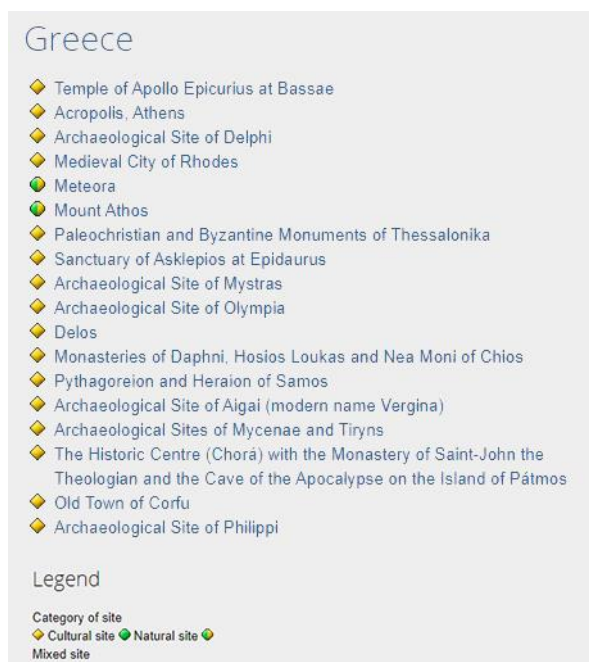 Greece
Temple of Apollo Epicurius at Bassae
Acropolis, Athens
Archaeological Site of Delphi
Medieval City of Rhodes
Meteora
Mount Athos
Paleochristian and Byzantine Monuments of Thessalonika
Sanctuary of Asklepios at Epidaurus
Archaeological Site of Mystras
Archaeological Site of Olympia
Delos
Monasteries of Daphni, Hosios Loukas and Nea Moni of Chios
Pythagoreion and Heraion of Samos
Archaeological Site of Aigai (modern name Vergina)
Archaeological Sites of Mycenae and Tiryns
The Historic Centre (Chorá) with the Monastery of Saint-John the
Theologian and the Cave of the Apocalypse on the Island of Pátmos
Old Town of Corfu
Archaeological Site of Philippi
Legend
Category of site
Cultural site Natural site
Mixed site